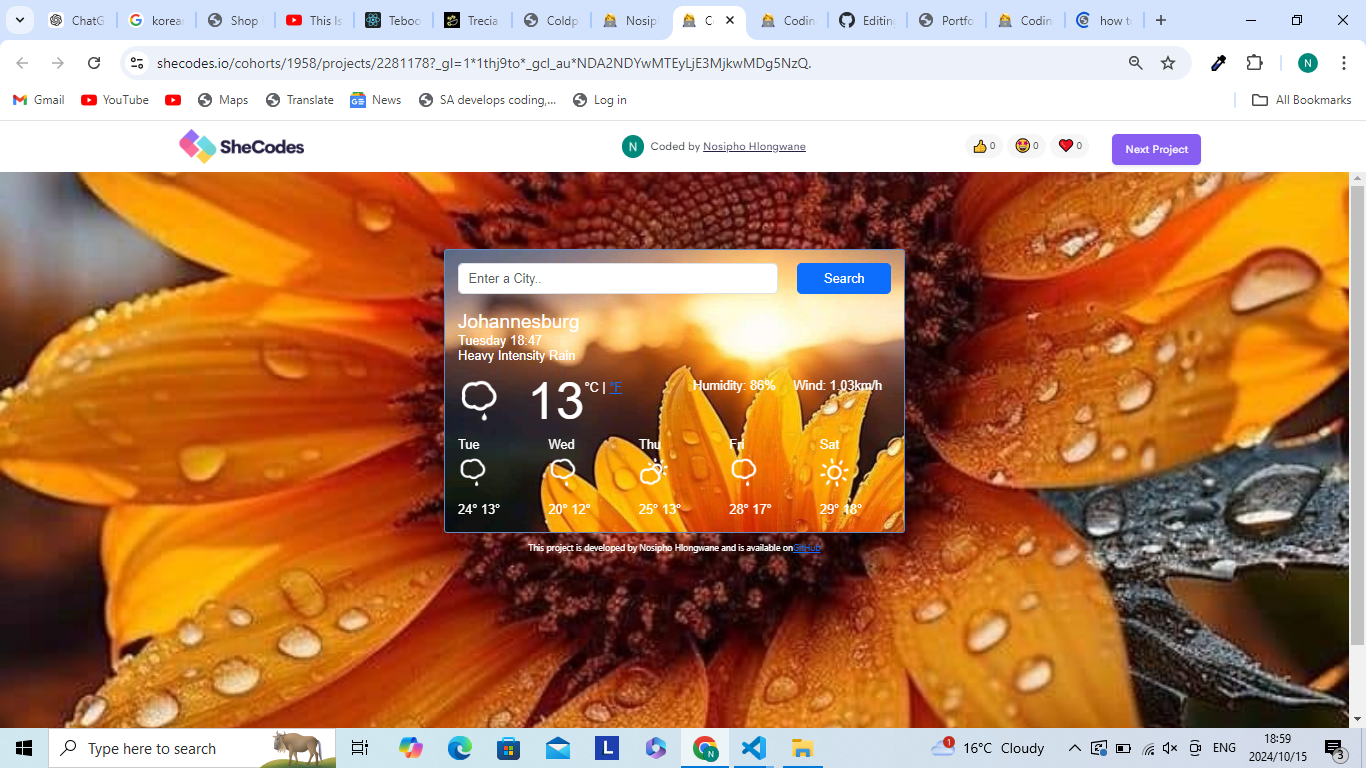 ChatG
korean
Shop
This Is
Teboo
Trecia
Coldp
Nosip
Co
Codin
Editin
Portfo
Codin
how to
shecodes.io/cohorts/1958/projects/2281178?_gl=1*1thj9to*_gcl_au*NDA2NDYwMTEyLjE3MjkwMDg5NzQ.
N
Gmail
YouTube
Maps
Translate
News
SA develops coding,...
Log in
All Bookmarks
SheCodes
N
Coded by Nosipho Hlongwane
0
0
0
Next Project
Enter a City..
Search
Johannesburg
Tuesday 18:47
Heavy Intensity Rain
13 °C | °F
Humidity: 86%
Wind: 1.03km/h
Tue Wed Thu Fri Sat
24° 13° 20° 12° 25° 13° 28° 17° 29° 18°
This project is developed by Nosipho Hlongwane and is available on GitHub
Type here to search
L
N
1
16°C Cloudy
ENG
18:59
2024/10/15
3